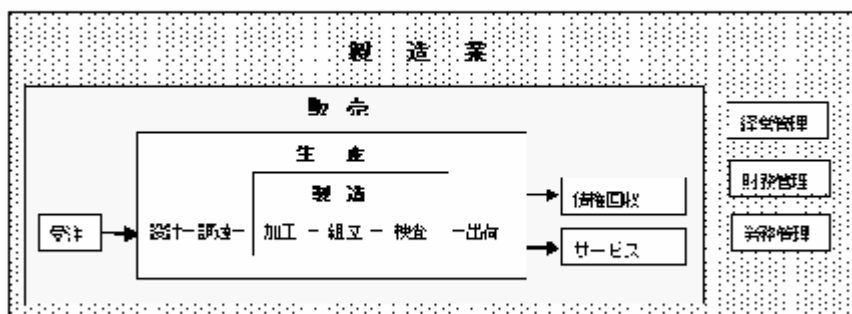 製 造 業
販 売
経営管理
生 産
財務管理
製 造
債権回収
受注
設計－調達－ 加工 － 組立 － 検査 －出荷
労務管理
サービス